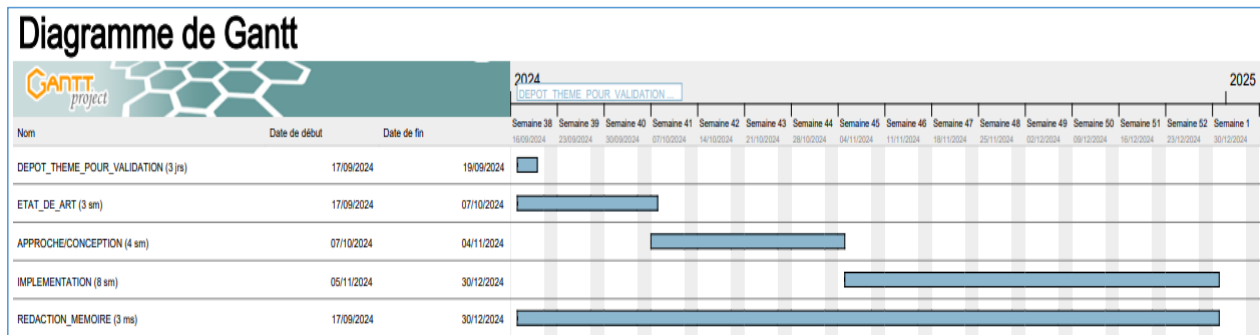 Diagramme de Gantt
GANTT project
2024
2025
DEPOT_THEME_POUR_VALIDATION ...
Nom Date de début Date de fin
Semaine 38 Semaine 39 Semaine 40 Semaine 41 Semaine 42 Semaine 43 Semaine 44 Semaine 45 Semaine 46 Semaine 47 Semaine 48 Semaine 49 Semaine 50 Semaine 51 Semaine 52 Semaine 1
16/09/2024 23/09/2024 30/09/2024 07/10/2024 14/10/2024 21/10/2024 28/10/2024 04/11/2024 11/11/2024 18/11/2024 25/11/2024 02/12/2024 09/12/2024 16/12/2024 23/12/2024 30/12/2024
DEPOT_THEME_POUR_VALIDATION (3 jrs) 17/09/2024 19/09/2024
ETAT_DE_ART (3 sm) 17/09/2024 07/10/2024
APPROCHE/CONCEPTION (4 sm) 07/10/2024 04/11/2024
IMPLEMENTATION (8 sm) 05/11/2024 30/12/2024
REDACTION_MEMOIRE (3 ms) 17/09/2024 30/12/2024